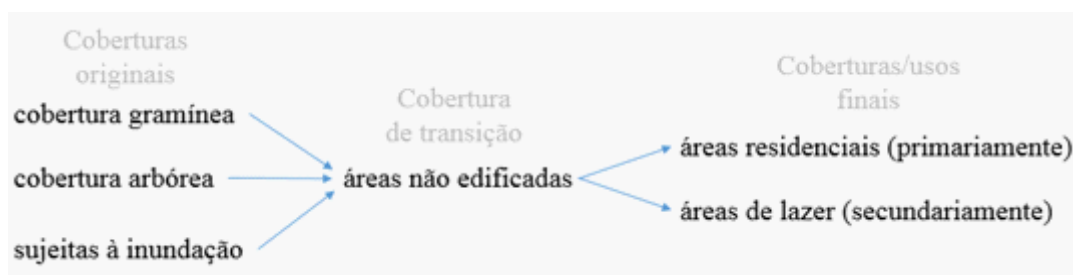 Coberturas
originais
cobertura gramínea
cobertura arbórea
sujeitas à inundação
Cobertura
de transição
áreas não edificadas
Coberturas/usos
finais
áreas residenciais (primariamente)
áreas de lazer (secundariamente)